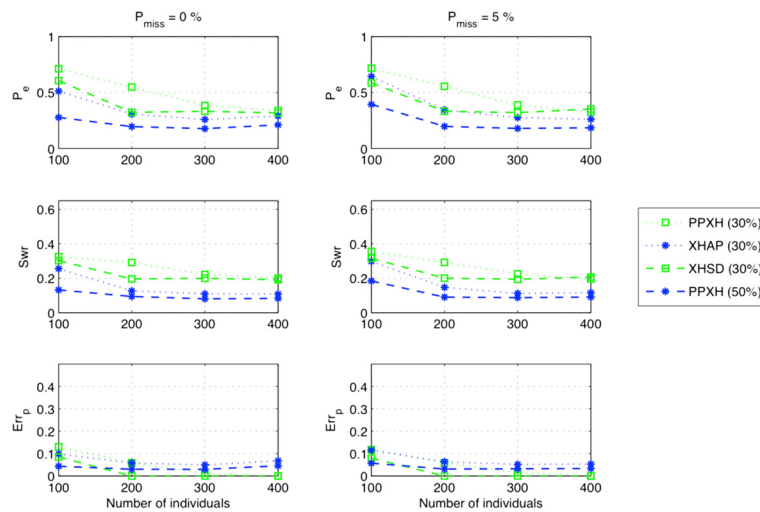 P_miss = 0 %
P_miss = 5 %
1
0.5
0
P_e
100 200 300 400
1
0.5
0
P_e
100 200 300 400
0.6
0.4
0.2
0
Swr
100 200 300 400
0.6
0.4
0.2
0
Swr
100 200 300 400
PPXH (30%)
XHAP (30%)
XHSD (30%)
PPXH (50%)
0.4
0.3
0.2
0.1
0
Err_p
100 200 300 400
Number of individuals
0.4
0.3
0.2
0.1
0
Err_p
100 200 300 400
Number of individuals